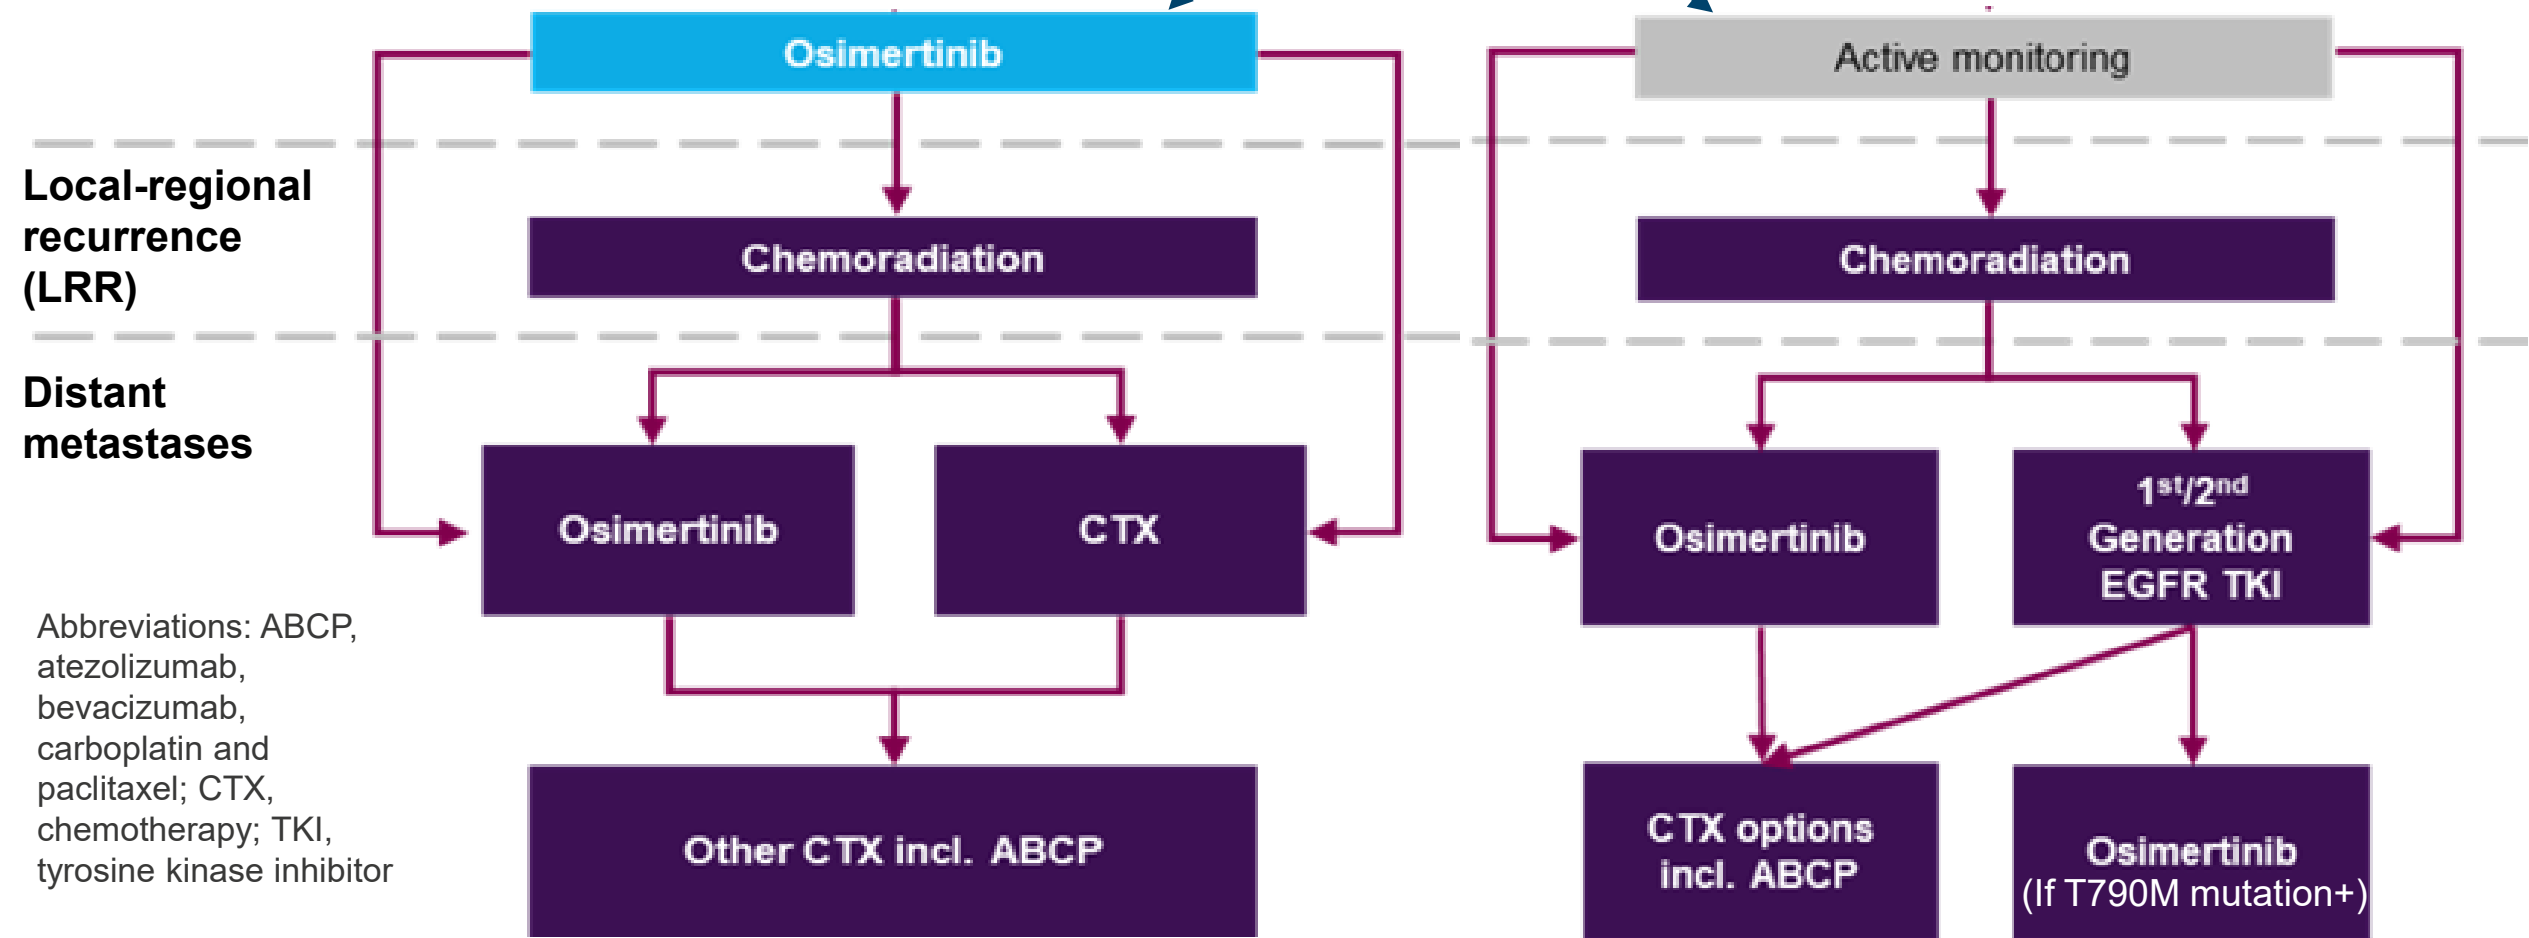 Osimertinib
Active monitoring
Local-regional
recurrence
(LRR)
Chemoradiation
Chemoradiation
Distant
metastases
Osimertinib
CTX
Osimertinib
1st/2nd
Generation
EGFR TKI
Abbreviations: ABCP,
atezolizumab,
bevacizumab,
carboplatin and
paclitaxel; CTX,
chemotherapy; TKI,
tyrosine kinase inhibitor
Other CTX incl. ABCP
CTX options
incl. ABCP
Osimertinib
(If T790M mutation+)